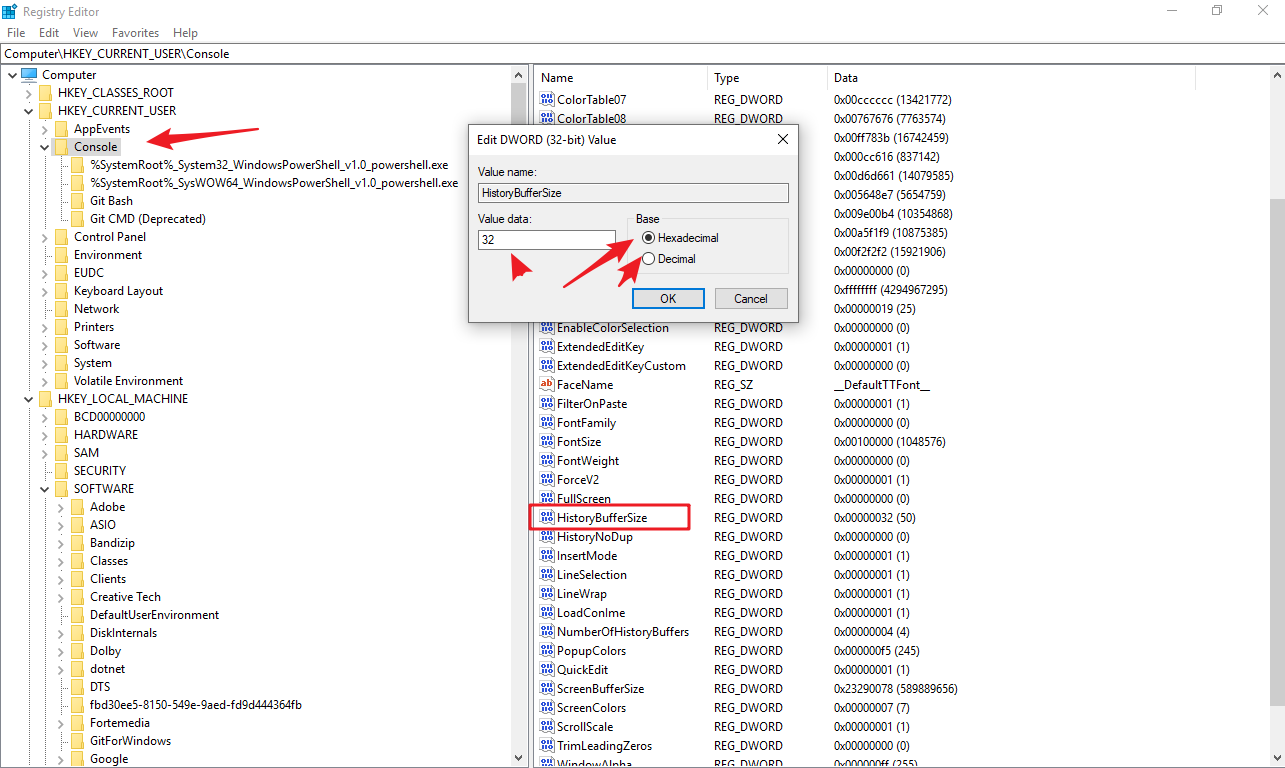 Registry Editor
File Edit View Favorites Help
Computer\HKEY_CURRENT_USER\Console
Computer
HKEY_CLASSES_ROOT
HKEY_CURRENT_USER
AppEvents
Console
%SystemRoot%_System32_WindowsPowerShell_v1.0_powershell.exe
%SystemRoot%_SysWOW64_WindowsPowerShell_v1.0_powershell.exe
Git Bash
Git CMD (Deprecated)
Control Panel
Environment
EUDC
Keyboard Layout
Network
Printers
Software
System
Volatile Environment
HKEY_LOCAL_MACHINE
BCD00000000
HARDWARE
SAM
SECURITY
SOFTWARE
Adobe
ASIO
Bandizip
Classes
Clients
Creative Tech
DefaultUserEnvironment
DiskInternals
Dolby
dotnet
DTS
fbd30ee5-8150-549e-9aed-fd9d444364fb
Fortemedia
GitForWindows
Google
Name Type Data
ColorTable07 REG_DWORD 0x00cccccc (13421772)
ColorTable08 REG_DWORD 0x00767676 (7763574)
0x00ff783b (16742459)
0x000cc616 (837142)
0x00d6d661 (14079585)
0x005648e7 (5654759)
0x009e00b4 (10354868)
0x00a5f1f9 (10875385)
0x00f2f2f2 (15921906)
0x00000000 (0)
0xffffffff (4294967295)
0x00000019 (25)
EnableColorSelection REG_DWORD 0x00000000 (0)
ExtendedEditKey REG_DWORD 0x00000001 (1)
ExtendedEditKeyCustom REG_DWORD 0x00000000 (0)
FaceName REG_SZ __DefaultTTFont__
FilterOnPaste REG_DWORD 0x00000001 (1)
FontFamily REG_DWORD 0x00000000 (0)
FontSize REG_DWORD 0x00100000 (1048576)
FontWeight REG_DWORD 0x00000000 (0)
ForceV2 REG_DWORD 0x00000001 (1)
FullScreen REG_DWORD 0x00000000 (0)
HistoryBufferSize REG_DWORD 0x00000032 (50)
HistoryNoDup REG_DWORD 0x00000000 (0)
InsertMode REG_DWORD 0x00000001 (1)
LineSelection REG_DWORD 0x00000001 (1)
LineWrap REG_DWORD 0x00000001 (1)
LoadConIme REG_DWORD 0x00000001 (1)
NumberOfHistoryBuffers REG_DWORD 0x00000004 (4)
PopupColors REG_DWORD 0x000000f5 (245)
QuickEdit REG_DWORD 0x00000001 (1)
ScreenBufferSize REG_DWORD 0x23290078 (589889656)
ScreenColors REG_DWORD 0x00000007 (7)
ScrollScale REG_DWORD 0x00000001 (1)
TrimLeadingZeros REG_DWORD 0x00000000 (0)
WindowAlpha REG_DWORD 0x000000ff (255)
Edit DWORD (32-bit) Value
Value name:
HistoryBufferSize
Value data: Base
32 Hexadecimal
Decimal
OK Cancel